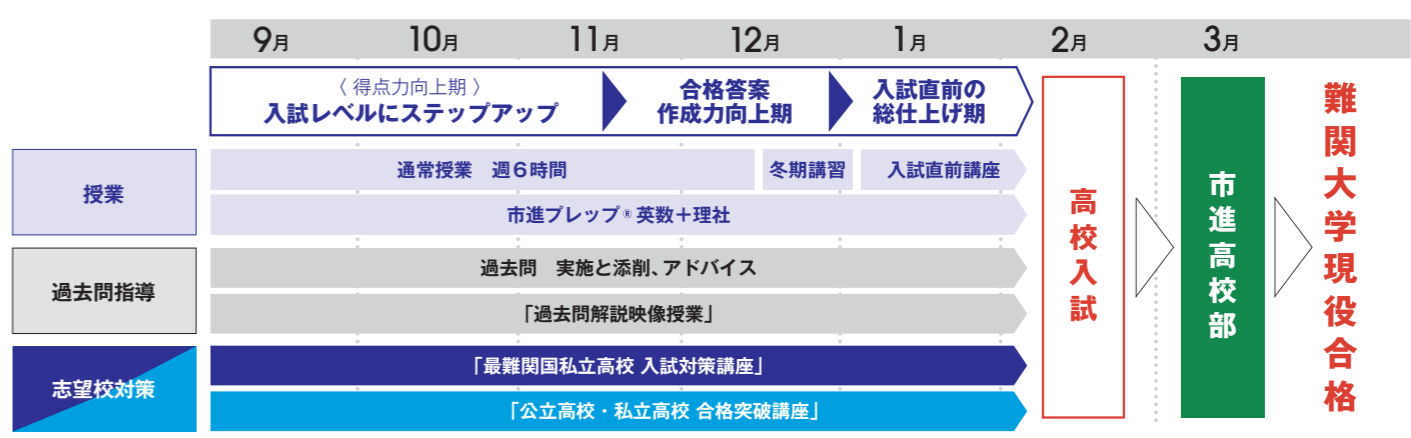 9月 10月 11月 12月 1月 2月 3月
〈 得点力向上期 〉
入試レベルにステップアップ
合格答案
作成力向上期
入試直前の
総仕上げ期
授業
通常授業 週6時間
冬期講習
入試直前講座
市進プレップ®英数＋理社
過去問指導
過去問 実施と添削、アドバイス
「過去問解説映像授業」
志望校対策
「最難関国私立高校 入試対策講座」
「公立高校・私立高校 合格突破講座」
高校入試
市進高校部
難関大学現役合格